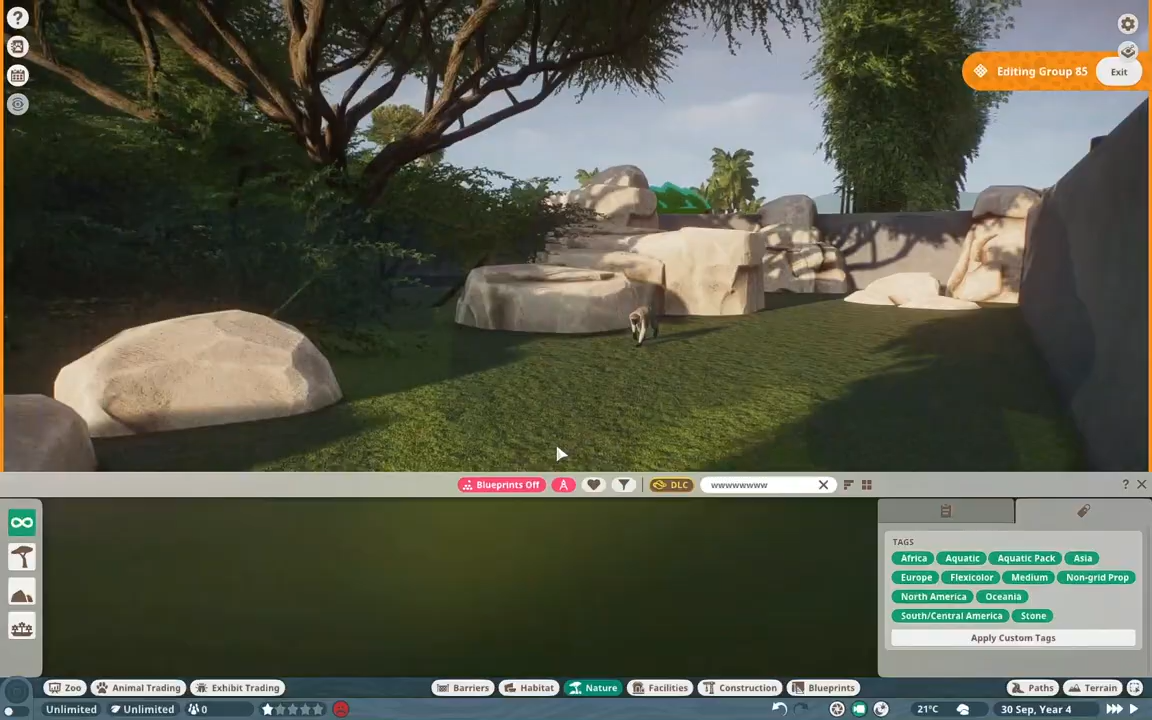 ?
Editing Group 85
Exit
Blueprints Off
DLC
wwwwwwwww
?
TAGS
Africa Aquatic Aquatic Pack Asia
Europe Flexicolor Medium Non-grid Prop
North America Oceania
South/Central America Stone
Apply Custom Tags
Zoo Animal Trading Exhibit Trading Barriers Habitat Nature Facilities Construction Blueprints Paths Terrain
Unlimited Unlimited 0 21°C 30 Sep, Year 4